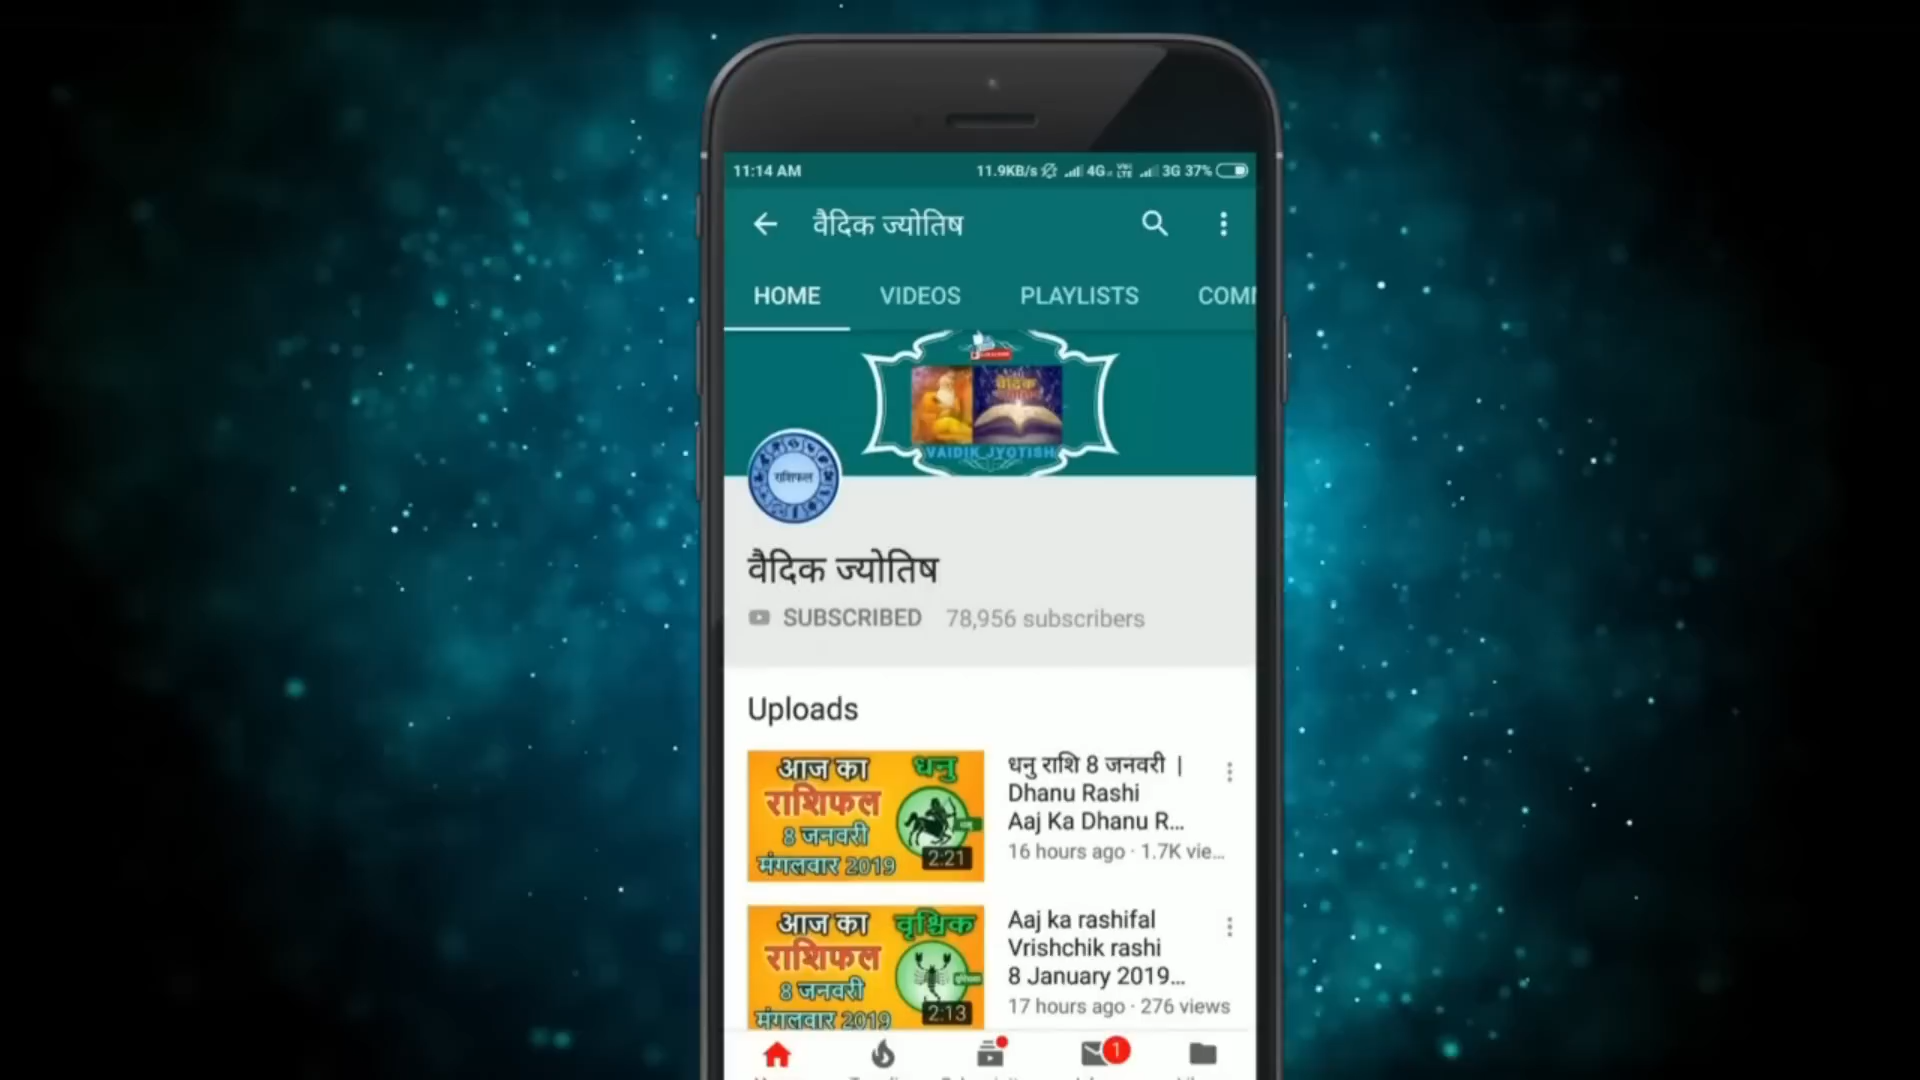 11:14 AM 11.9KB/s 4G VoLTE 3G 37%
वैदिक ज्योतिष
HOME VIDEOS PLAYLISTS COM
वैदिक
VAIDIK JYOTISH
राशिफल
वैदिक ज्योतिष
SUBSCRIBED 78,956 subscribers
Uploads
आज का धनु
राशिफल
8 जनवरी
मंगलवार 2019
2:21
धनु राशि 8 जनवरी |
Dhanu Rashi
Aaj Ka Dhanu R...
16 hours ago · 1.7K vie...
आज का वृश्चिक
राशिफल
8 जनवरी
मंगलवार 2019
2:13
Aaj ka rashifal
Vrishchik rashi
8 January 2019...
17 hours ago · 276 views
1